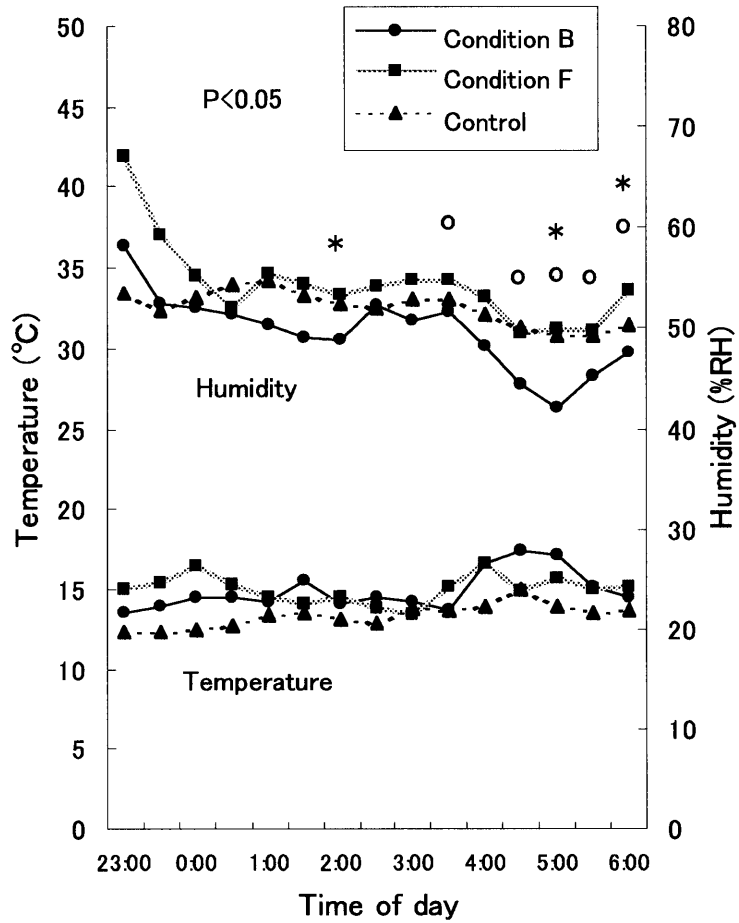 Condition B
Condition F
Control
P<0.05
50
45
40
35
30
25
20
15
10
5
0
Temperature (℃)
80
70
60
50
40
30
20
10
0
Humidity (%RH)
* o * *
o o o o
Humidity
Temperature
23:00 0:00 1:00 2:00 3:00 4:00 5:00 6:00
Time of day